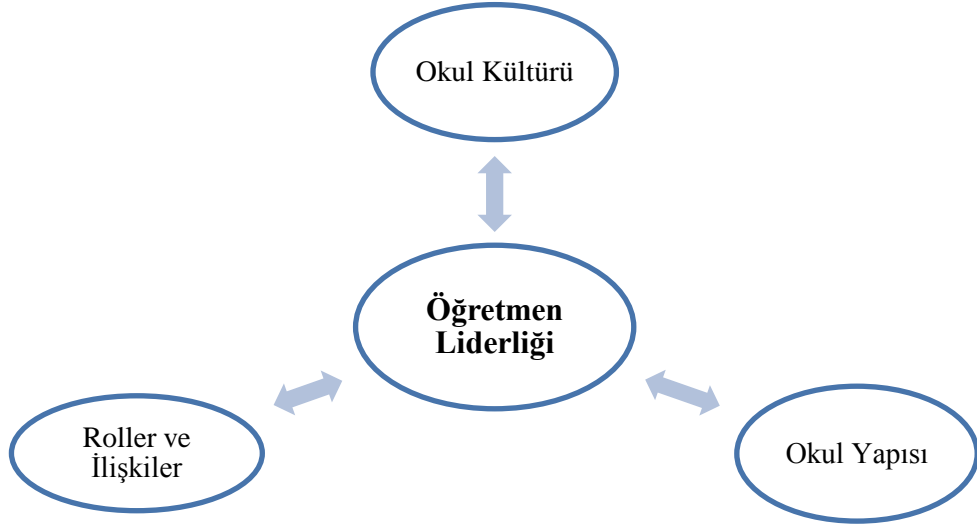 Okul Kültürü
Öğretmen
Liderliği
Roller ve
İlişkiler
Okul Yapısı